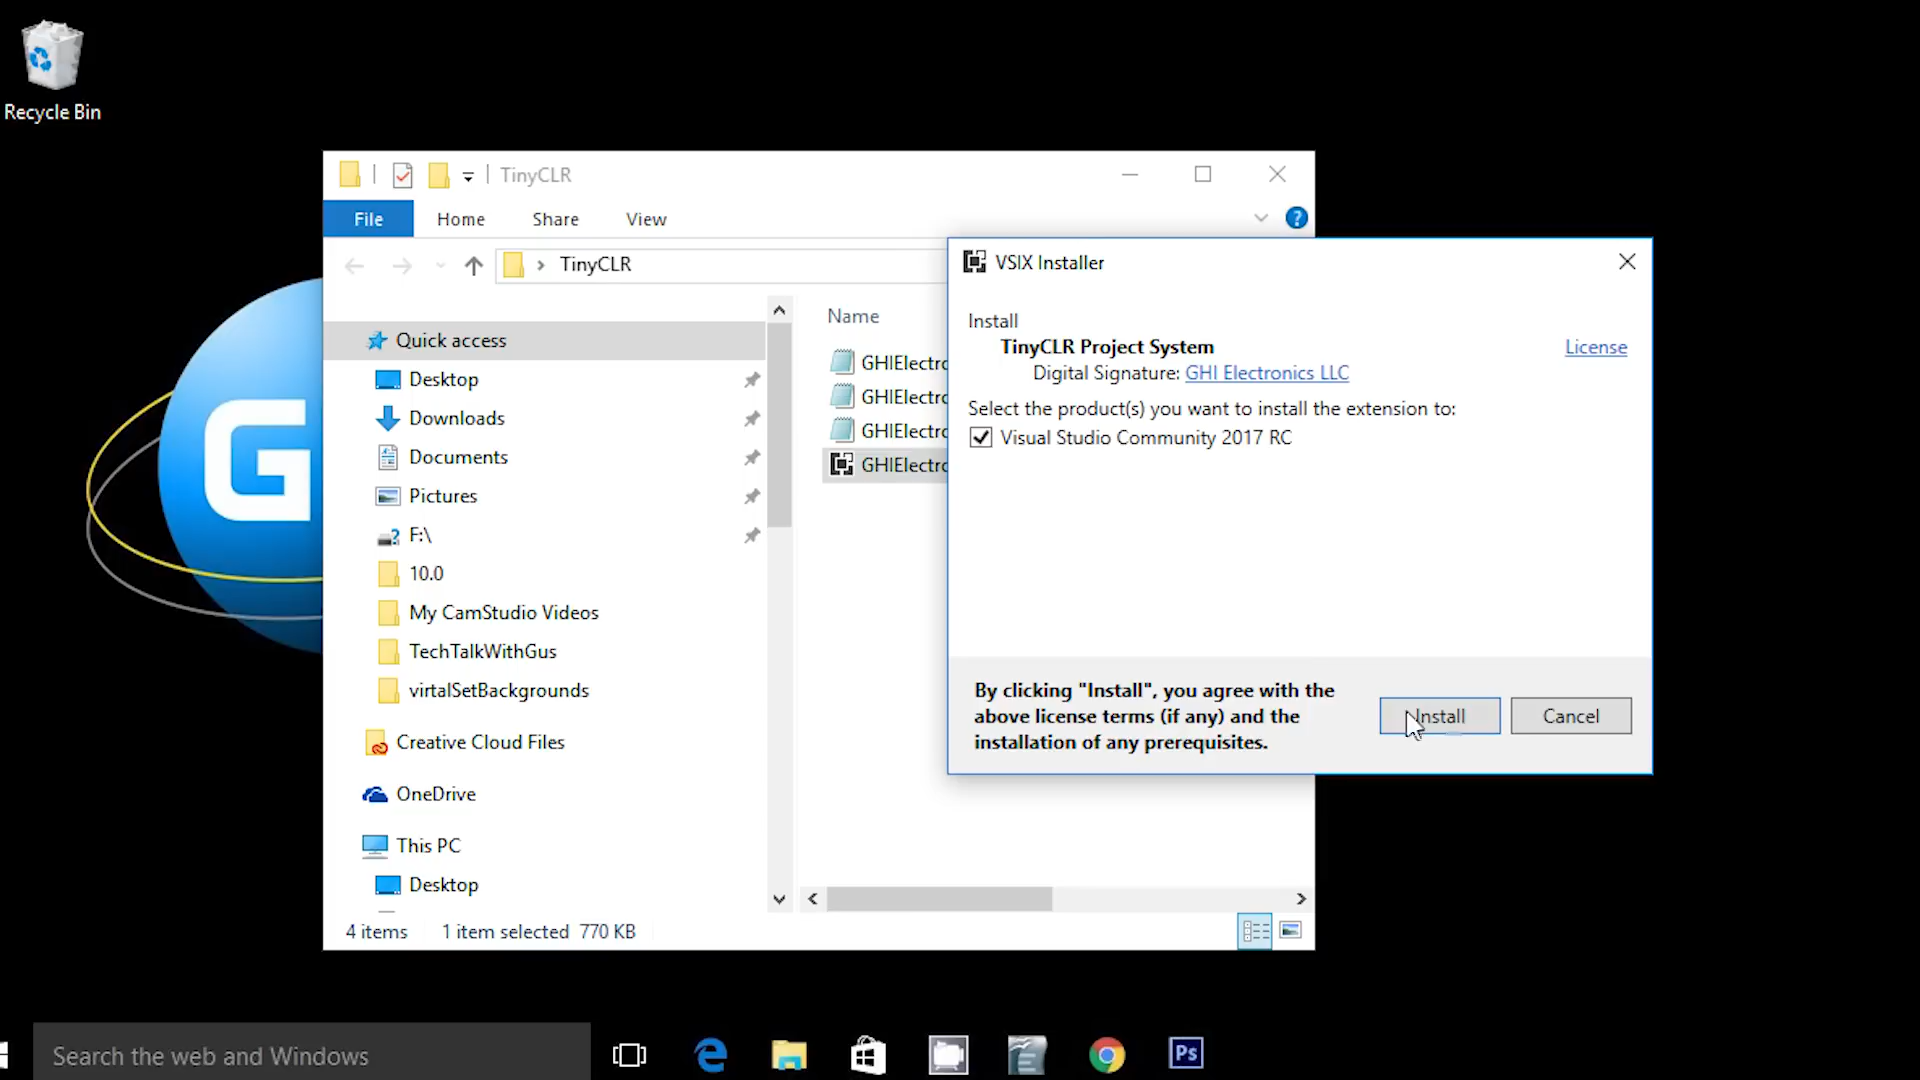 Recycle Bin
TinyCLR
File Home Share View
TinyCLR
Quick access
Desktop
Downloads
Documents
Pictures
F:\
10.0
My CamStudio Videos
TechTalkWithGus
virtalSetBackgrounds
Creative Cloud Files
OneDrive
This PC
Desktop
Name
GHIElectro
GHIElectro
GHIElectro
GHIElectro
4 items 1 item selected 770 KB
VSIX Installer
Install
TinyCLR Project System
License
Digital Signature: GHI Electronics LLC
Select the product(s) you want to install the extension to:
Visual Studio Community 2017 RC
By clicking "Install", you agree with the
above license terms (if any) and the
installation of any prerequisites.
Install
Cancel
G
Search the web and Windows
Ps